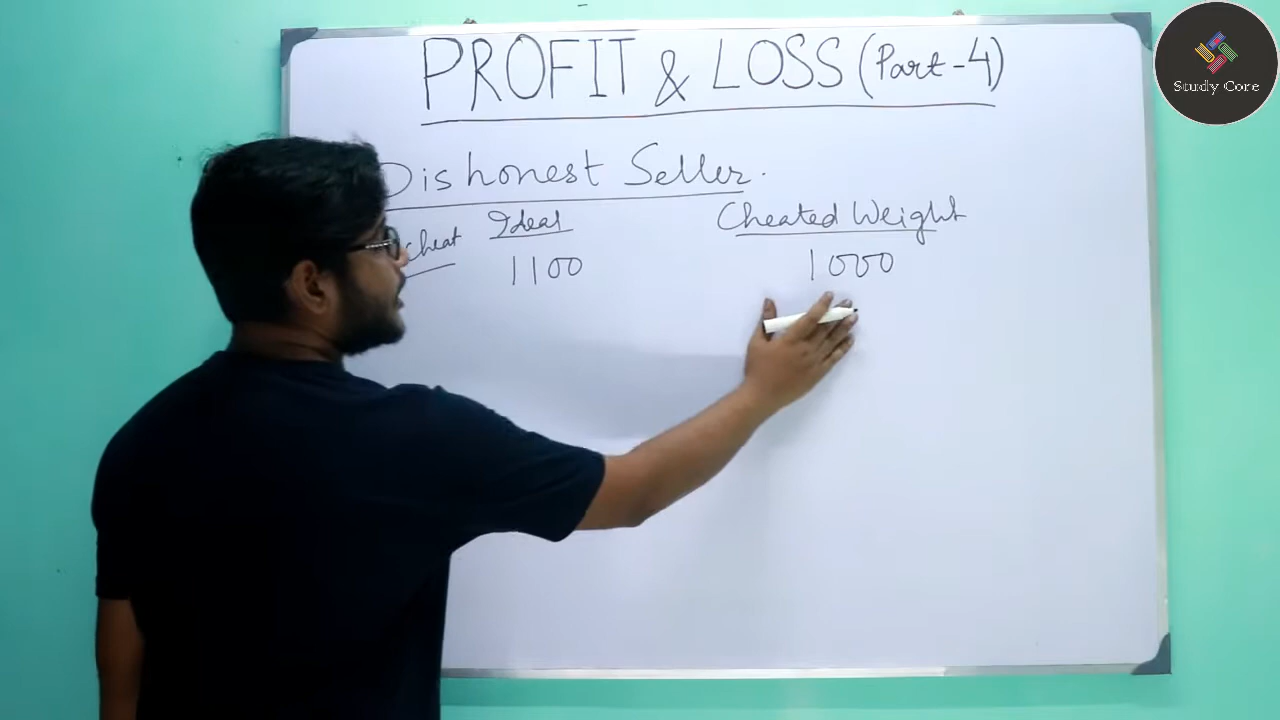 PROFIT & LOSS (Part-4)
Study Core
Dishonest Seller.
cheat Ideal Cheated Weight
1100 1000